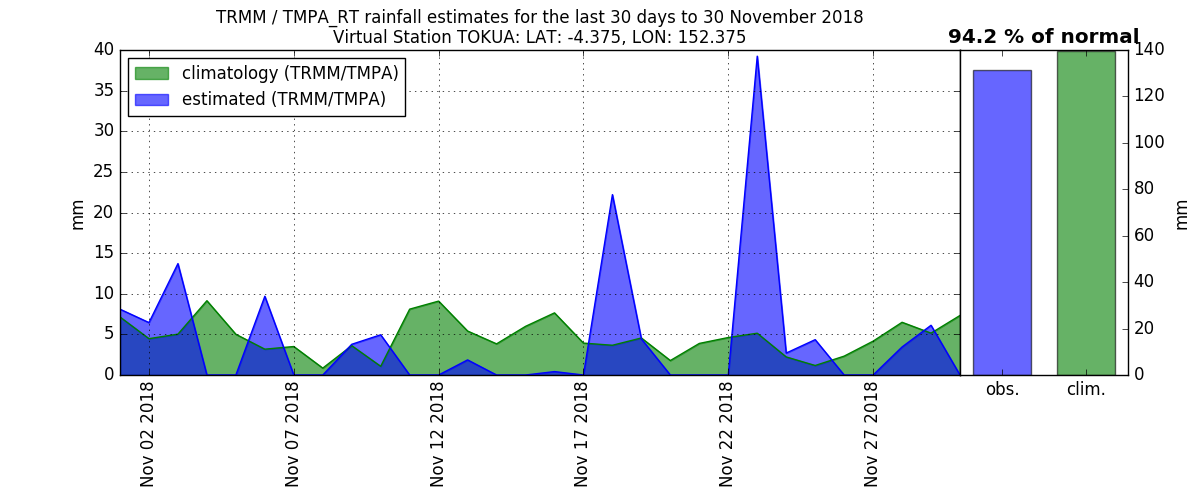 TRMM / TMPA_RT rainfall estimates for the last 30 days to 30 November 2018
Virtual Station TOKUA: LAT: -4.375, LON: 152.375
94.2 % of normal
climatology (TRMM/TMPA)
estimated (TRMM/TMPA)
40
35
30
25
20
15
10
5
0
mm
Nov 02 2018
Nov 07 2018
Nov 12 2018
Nov 17 2018
Nov 22 2018
Nov 27 2018
obs.
clim.
140
120
100
80
60
40
20
0
mm